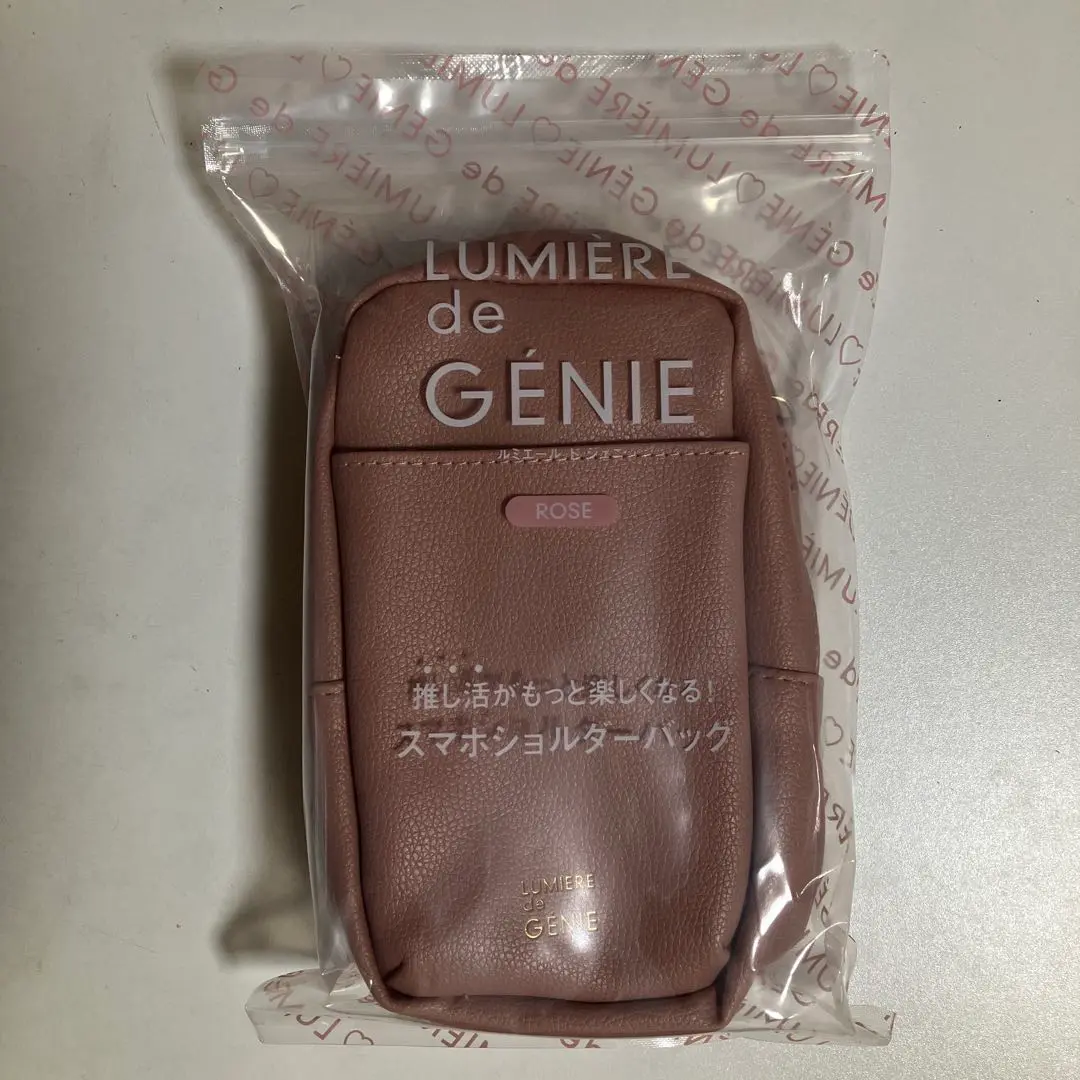 LUMIÈRE
de
GÉNIE
ルミエール ド ジェニィ
ROSE
推し活がもっと楽しくなる!
スマホショルダーバッグ
LUMIERE
de
GÉNIE